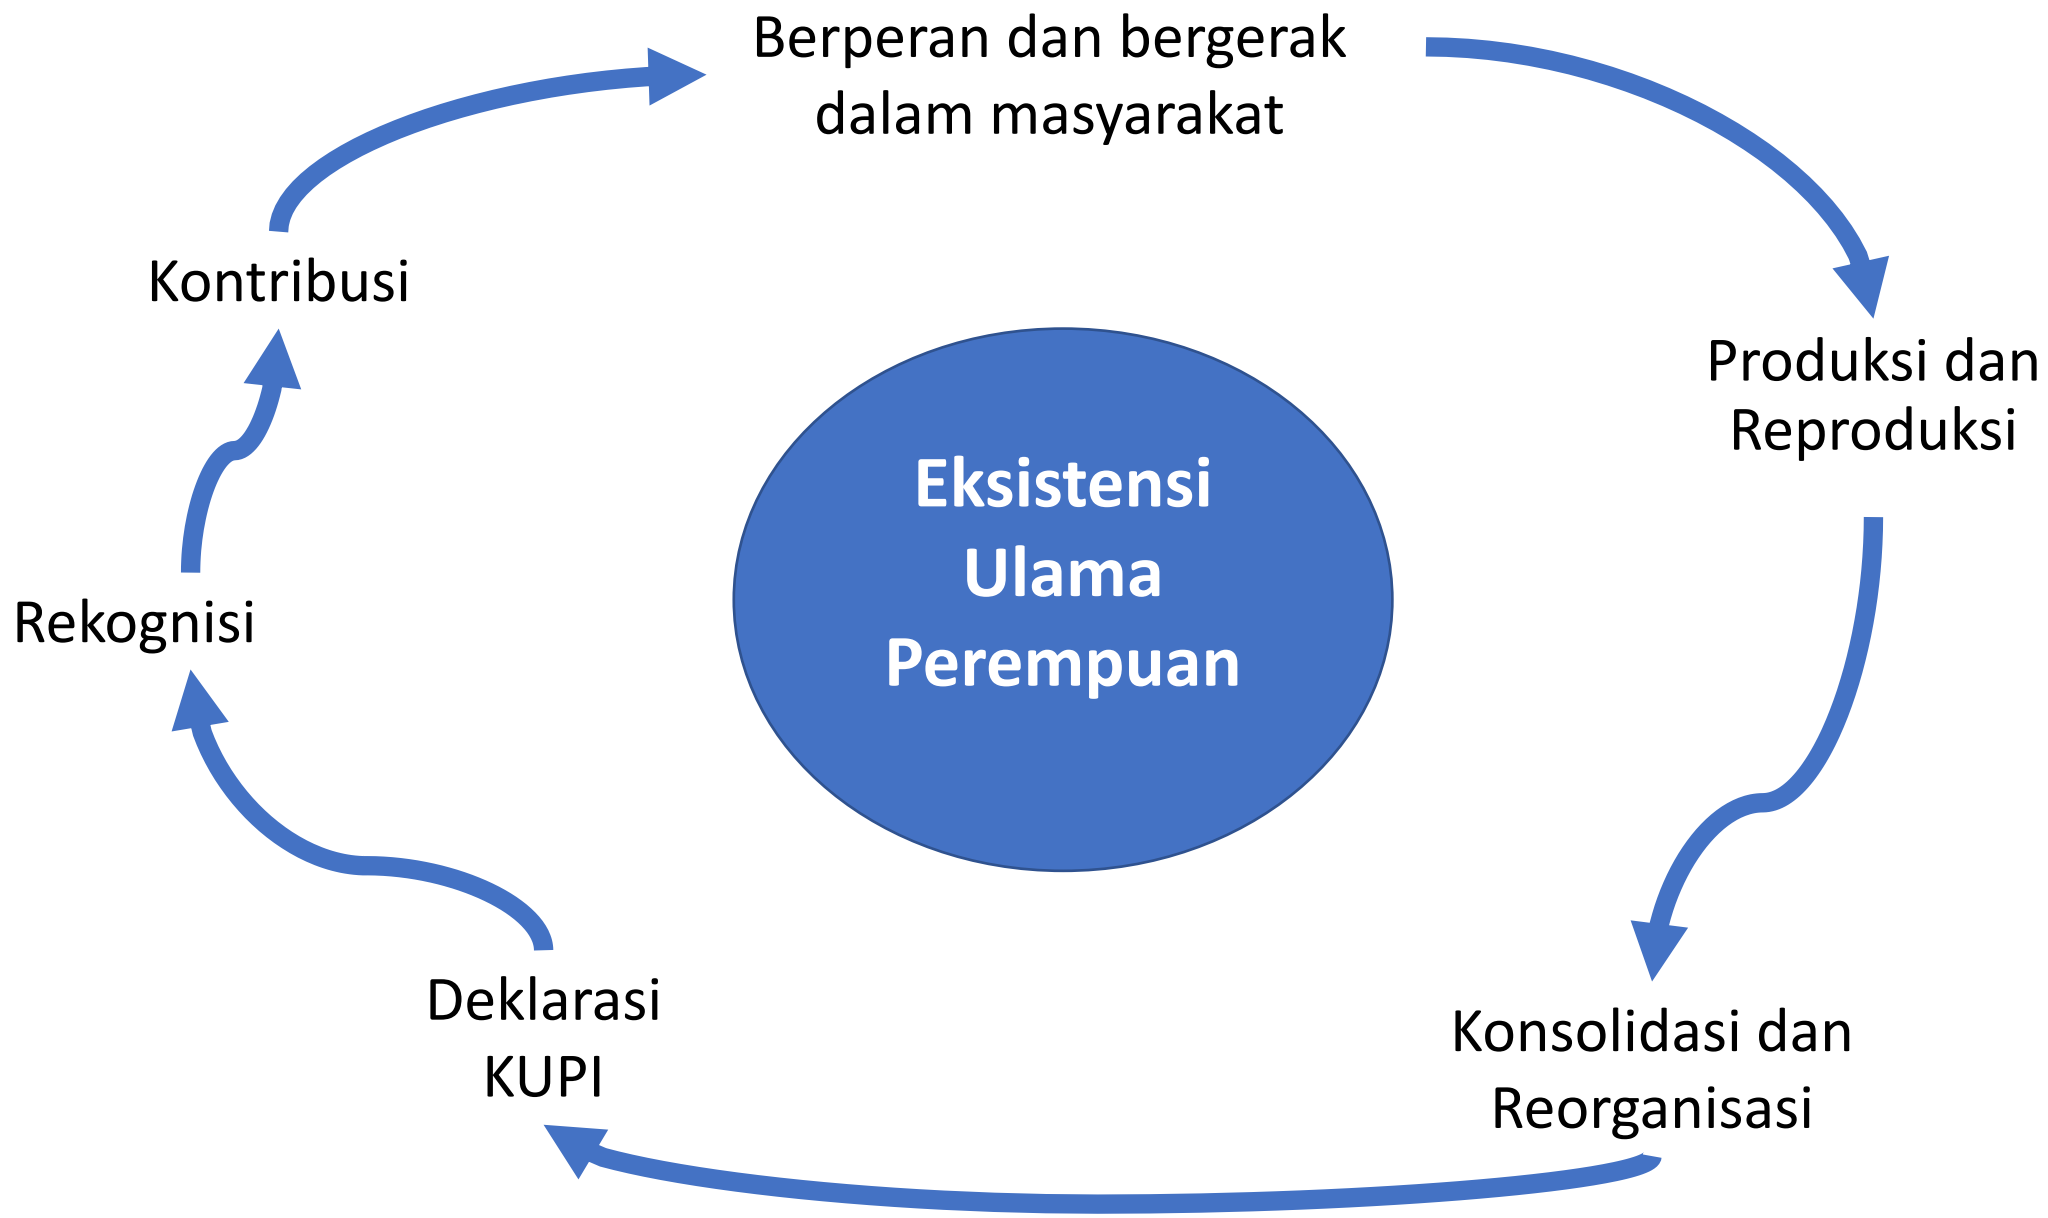 Berperan dan bergerak
dalam masyarakat
Kontribusi
Produksi dan
Reproduksi
Eksistensi
Ulama
Perempuan
Rekognisi
Deklarasi
KUPI
Konsolidasi dan
Reorganisasi